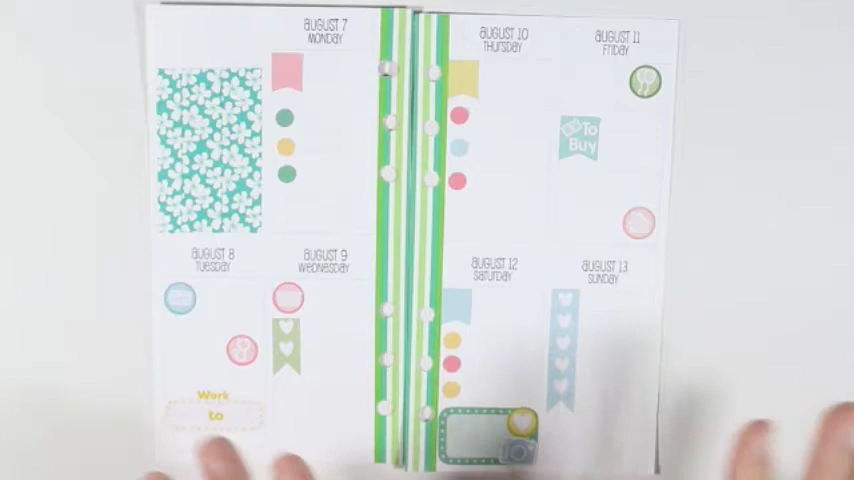 AUGUST 7
MONDAY
AUGUST 8
TUESDAY
Work
to
AUGUST 9
WEDNESDAY
AUGUST 10
THURSDAY
AUGUST 11
FRIDAY
To
Buy
AUGUST 12
SATURDAY
AUGUST 13
SUNDAY